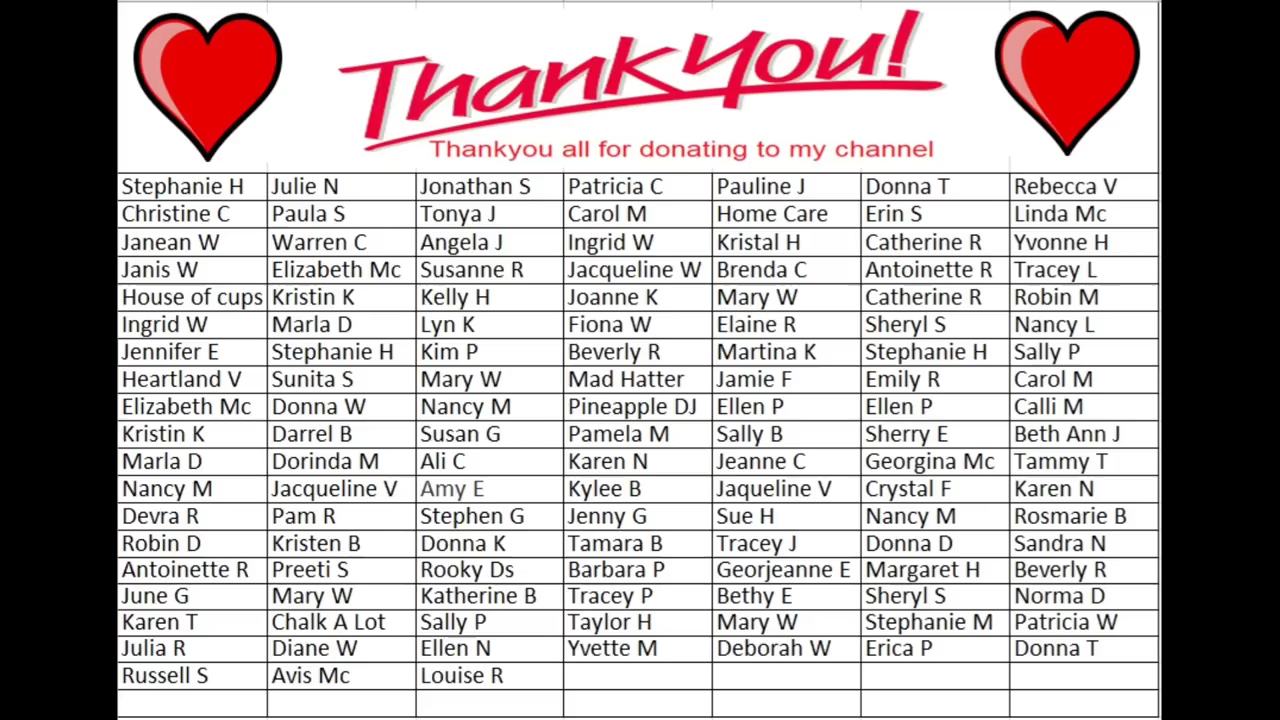 Thank you!
Thankyou all for donating to my channel
Stephanie H Julie N Jonathan S Patricia C Pauline J Donna T Rebecca V
Christine C Paula S Tonya J Carol M Home Care Erin S Linda Mc
Janean W Warren C Angela J Ingrid W Kristal H Catherine R Yvonne H
Janis W Elizabeth Mc Susanne R Jacqueline W Brenda C Antoinette R Tracey L
House of cups Kristin K Kelly H Joanne K Mary W Catherine R Robin M
Ingrid W Marla D Lyn K Fiona W Elaine R Sheryl S Nancy L
Jennifer E Stephanie H Kim P Beverly R Martina K Stephanie H Sally P
Heartland V Sunita S Mary W Mad Hatter Jamie F Emily R Carol M
Elizabeth Mc Donna W Nancy M Pineapple DJ Ellen P Ellen P Calli M
Kristin K Darrel B Susan G Pamela M Sally B Sherry E Beth Ann J
Marla D Dorinda M Ali C Karen N Jeanne C Georgina Mc Tammy T
Nancy M Jacqueline V Amy E Kylee B Jaqueline V Crystal F Karen N
Devra R Pam R Stephen G Jenny G Sue H Nancy M Rosmarie B
Robin D Kristen B Donna K Tamara B Tracey J Donna D Sandra N
Antoinette R Preeti S Rooky Ds Barbara P Georjeanne E Margaret H Beverly R
June G Mary W Katherine B Tracey P Bethy E Sheryl S Norma D
Karen T Chalk A Lot Sally P Taylor H Mary W Stephanie M Patricia W
Julia R Diane W Ellen N Yvette M Deborah W Erica P Donna T
Russell S Avis Mc Louise R